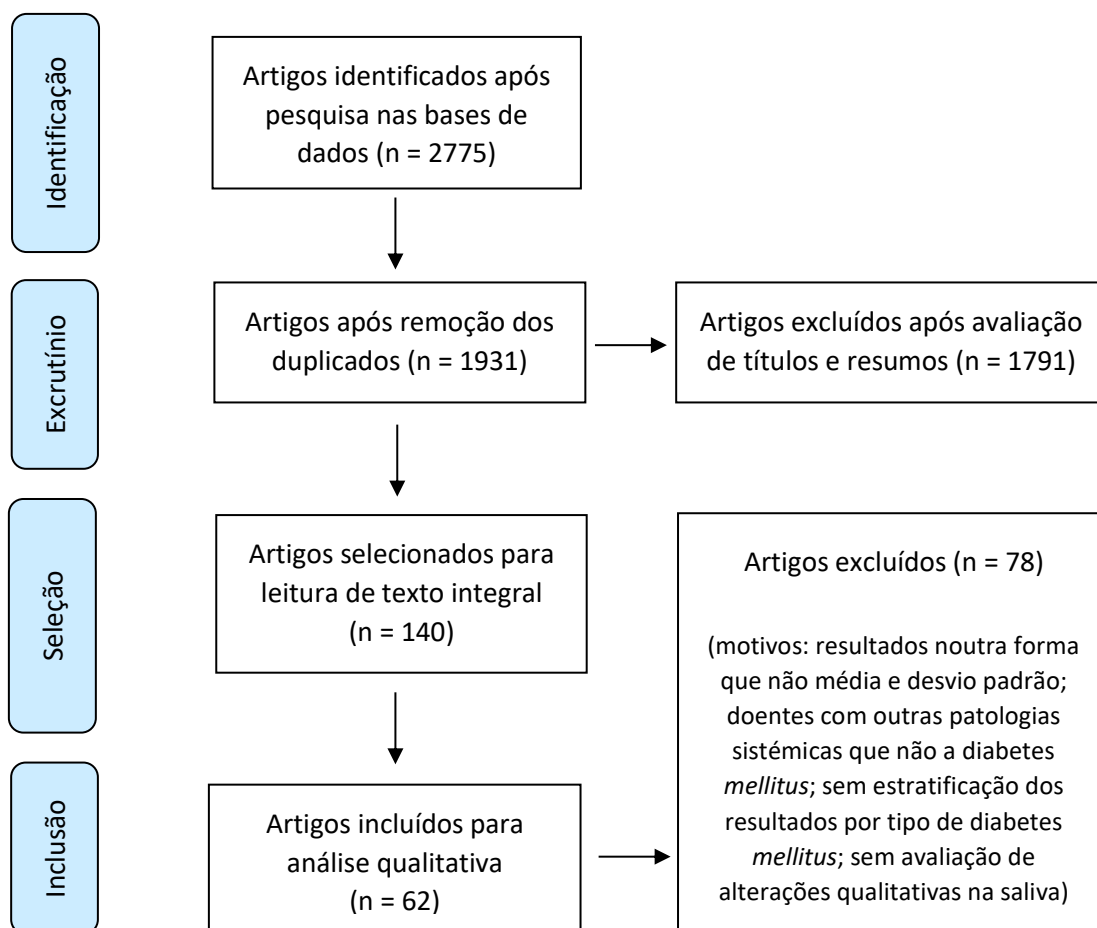 Identificação
Artigos identificados após
pesquisa nas bases de
dados (n = 2775)
Excrutínio
Artigos após remoção dos
duplicados (n = 1931)
Artigos excluídos após avaliação
de títulos e resumos (n = 1791)
Seleção
Artigos selecionados para
leitura de texto integral
(n = 140)
Artigos excluídos (n = 78)
(motivos: resultados noutra forma
que não média e desvio padrão;
doentes com outras patologias
sistémicas que não a diabetes
mellitus; sem estratificação dos
resultados por tipo de diabetes
mellitus; sem avaliação de
alterações qualitativas na saliva)
Inclusão
Artigos incluídos para
análise qualitativa
(n = 62)